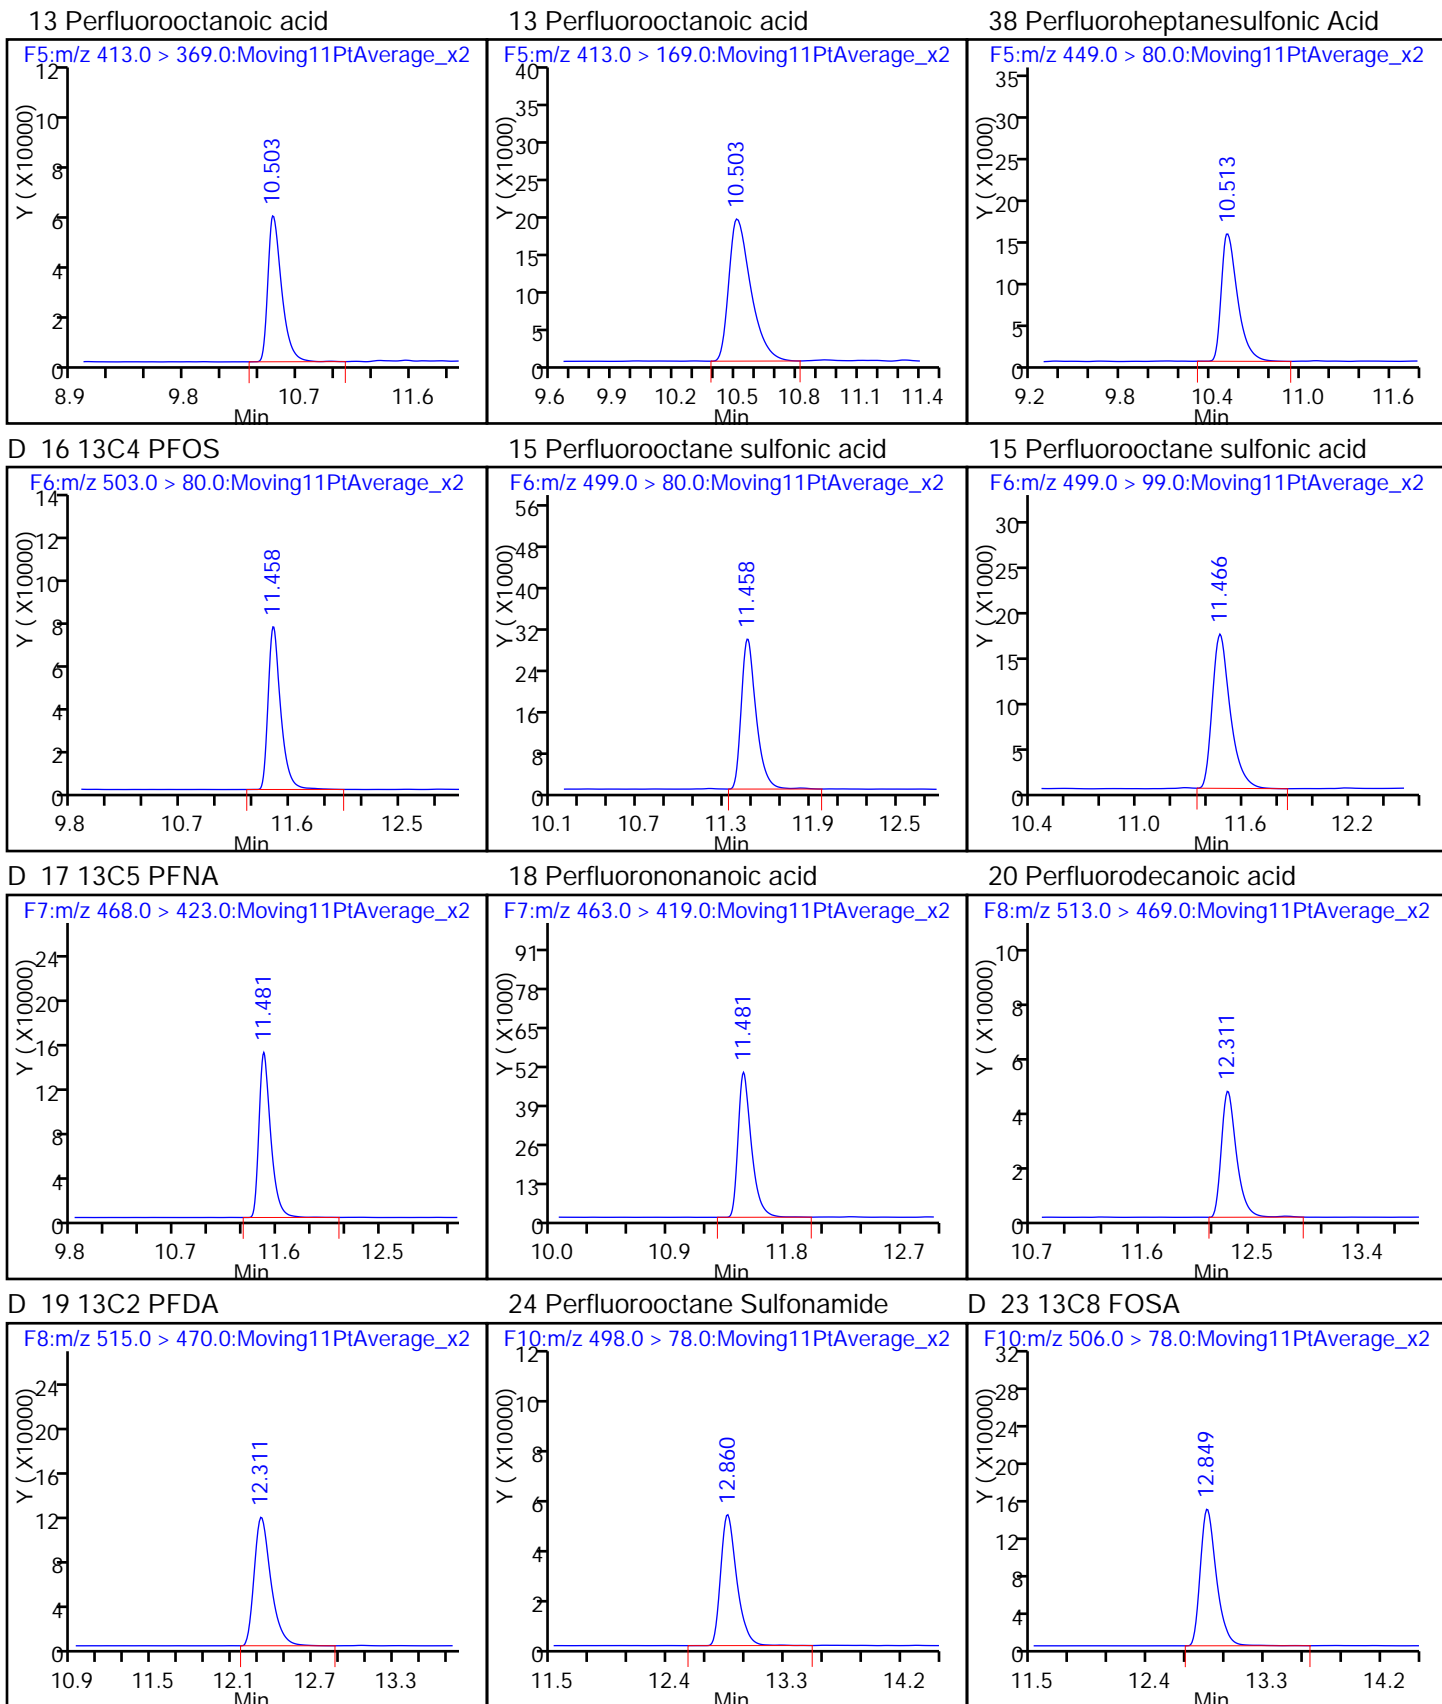 13 Perfluorooctanoic acid
F5:m/z 413.0 > 369.0:Moving11PtAverage_x2
Y ( X10000)
12
10
8
6
4
2
0
10.503
8.9 9.8 10.7 11.6
Min
13 Perfluorooctanoic acid
F5:m/z 413.0 > 169.0:Moving11PtAverage_x2
Y ( X1000)
40
35
30
25
20
15
10
5
0
10.503
9.6 9.9 10.2 10.5 10.8 11.1 11.4
Min
38 Perfluoroheptanesulfonic Acid
F5:m/z 449.0 > 80.0:Moving11PtAverage_x2
Y ( X1000)
35
30
25
20
15
10
5
0
10.513
9.2 9.8 10.4 11.0 11.6
Min
D 16 13C4 PFOS
F6:m/z 503.0 > 80.0:Moving11PtAverage_x2
Y ( X10000)
14
12
10
8
6
4
2
0
11.458
9.8 10.7 11.6 12.5
Min
15 Perfluorooctane sulfonic acid
F6:m/z 499.0 > 80.0:Moving11PtAverage_x2
Y ( X1000)
56
48
40
32
24
16
8
0
11.458
10.1 10.7 11.3 11.9 12.5
Min
15 Perfluorooctane sulfonic acid
F6:m/z 499.0 > 99.0:Moving11PtAverage_x2
Y ( X1000)
30
25
20
15
10
5
0
11.466
10.4 11.0 11.6 12.2
Min
D 17 13C5 PFNA
F7:m/z 468.0 > 423.0:Moving11PtAverage_x2
Y ( X10000)
24
20
16
12
8
4
0
11.481
9.8 10.7 11.6 12.5
Min
18 Perfluorononanoic acid
F7:m/z 463.0 > 419.0:Moving11PtAverage_x2
Y ( X1000)
91
78
65
52
39
26
13
0
11.481
10.0 10.9 11.8 12.7
Min
20 Perfluorodecanoic acid
F8:m/z 513.0 > 469.0:Moving11PtAverage_x2
Y ( X10000)
10
8
6
4
2
0
12.311
10.7 11.6 12.5 13.4
Min
D 19 13C2 PFDA
F8:m/z 515.0 > 470.0:Moving11PtAverage_x2
Y ( X10000)
24
20
16
12
8
4
0
12.311
10.9 11.5 12.1 12.7 13.3
Min
24 Perfluorooctane Sulfonamide
F10:m/z 498.0 > 78.0:Moving11PtAverage_x2
Y ( X10000)
12
10
8
6
4
2
0
12.860
11.5 12.4 13.3 14.2
Min
D 23 13C8 FOSA
F10:m/z 506.0 > 78.0:Moving11PtAverage_x2
Y ( X10000)
32
28
24
20
16
12
8
4
0
12.849
11.5 12.4 13.3 14.2
Min